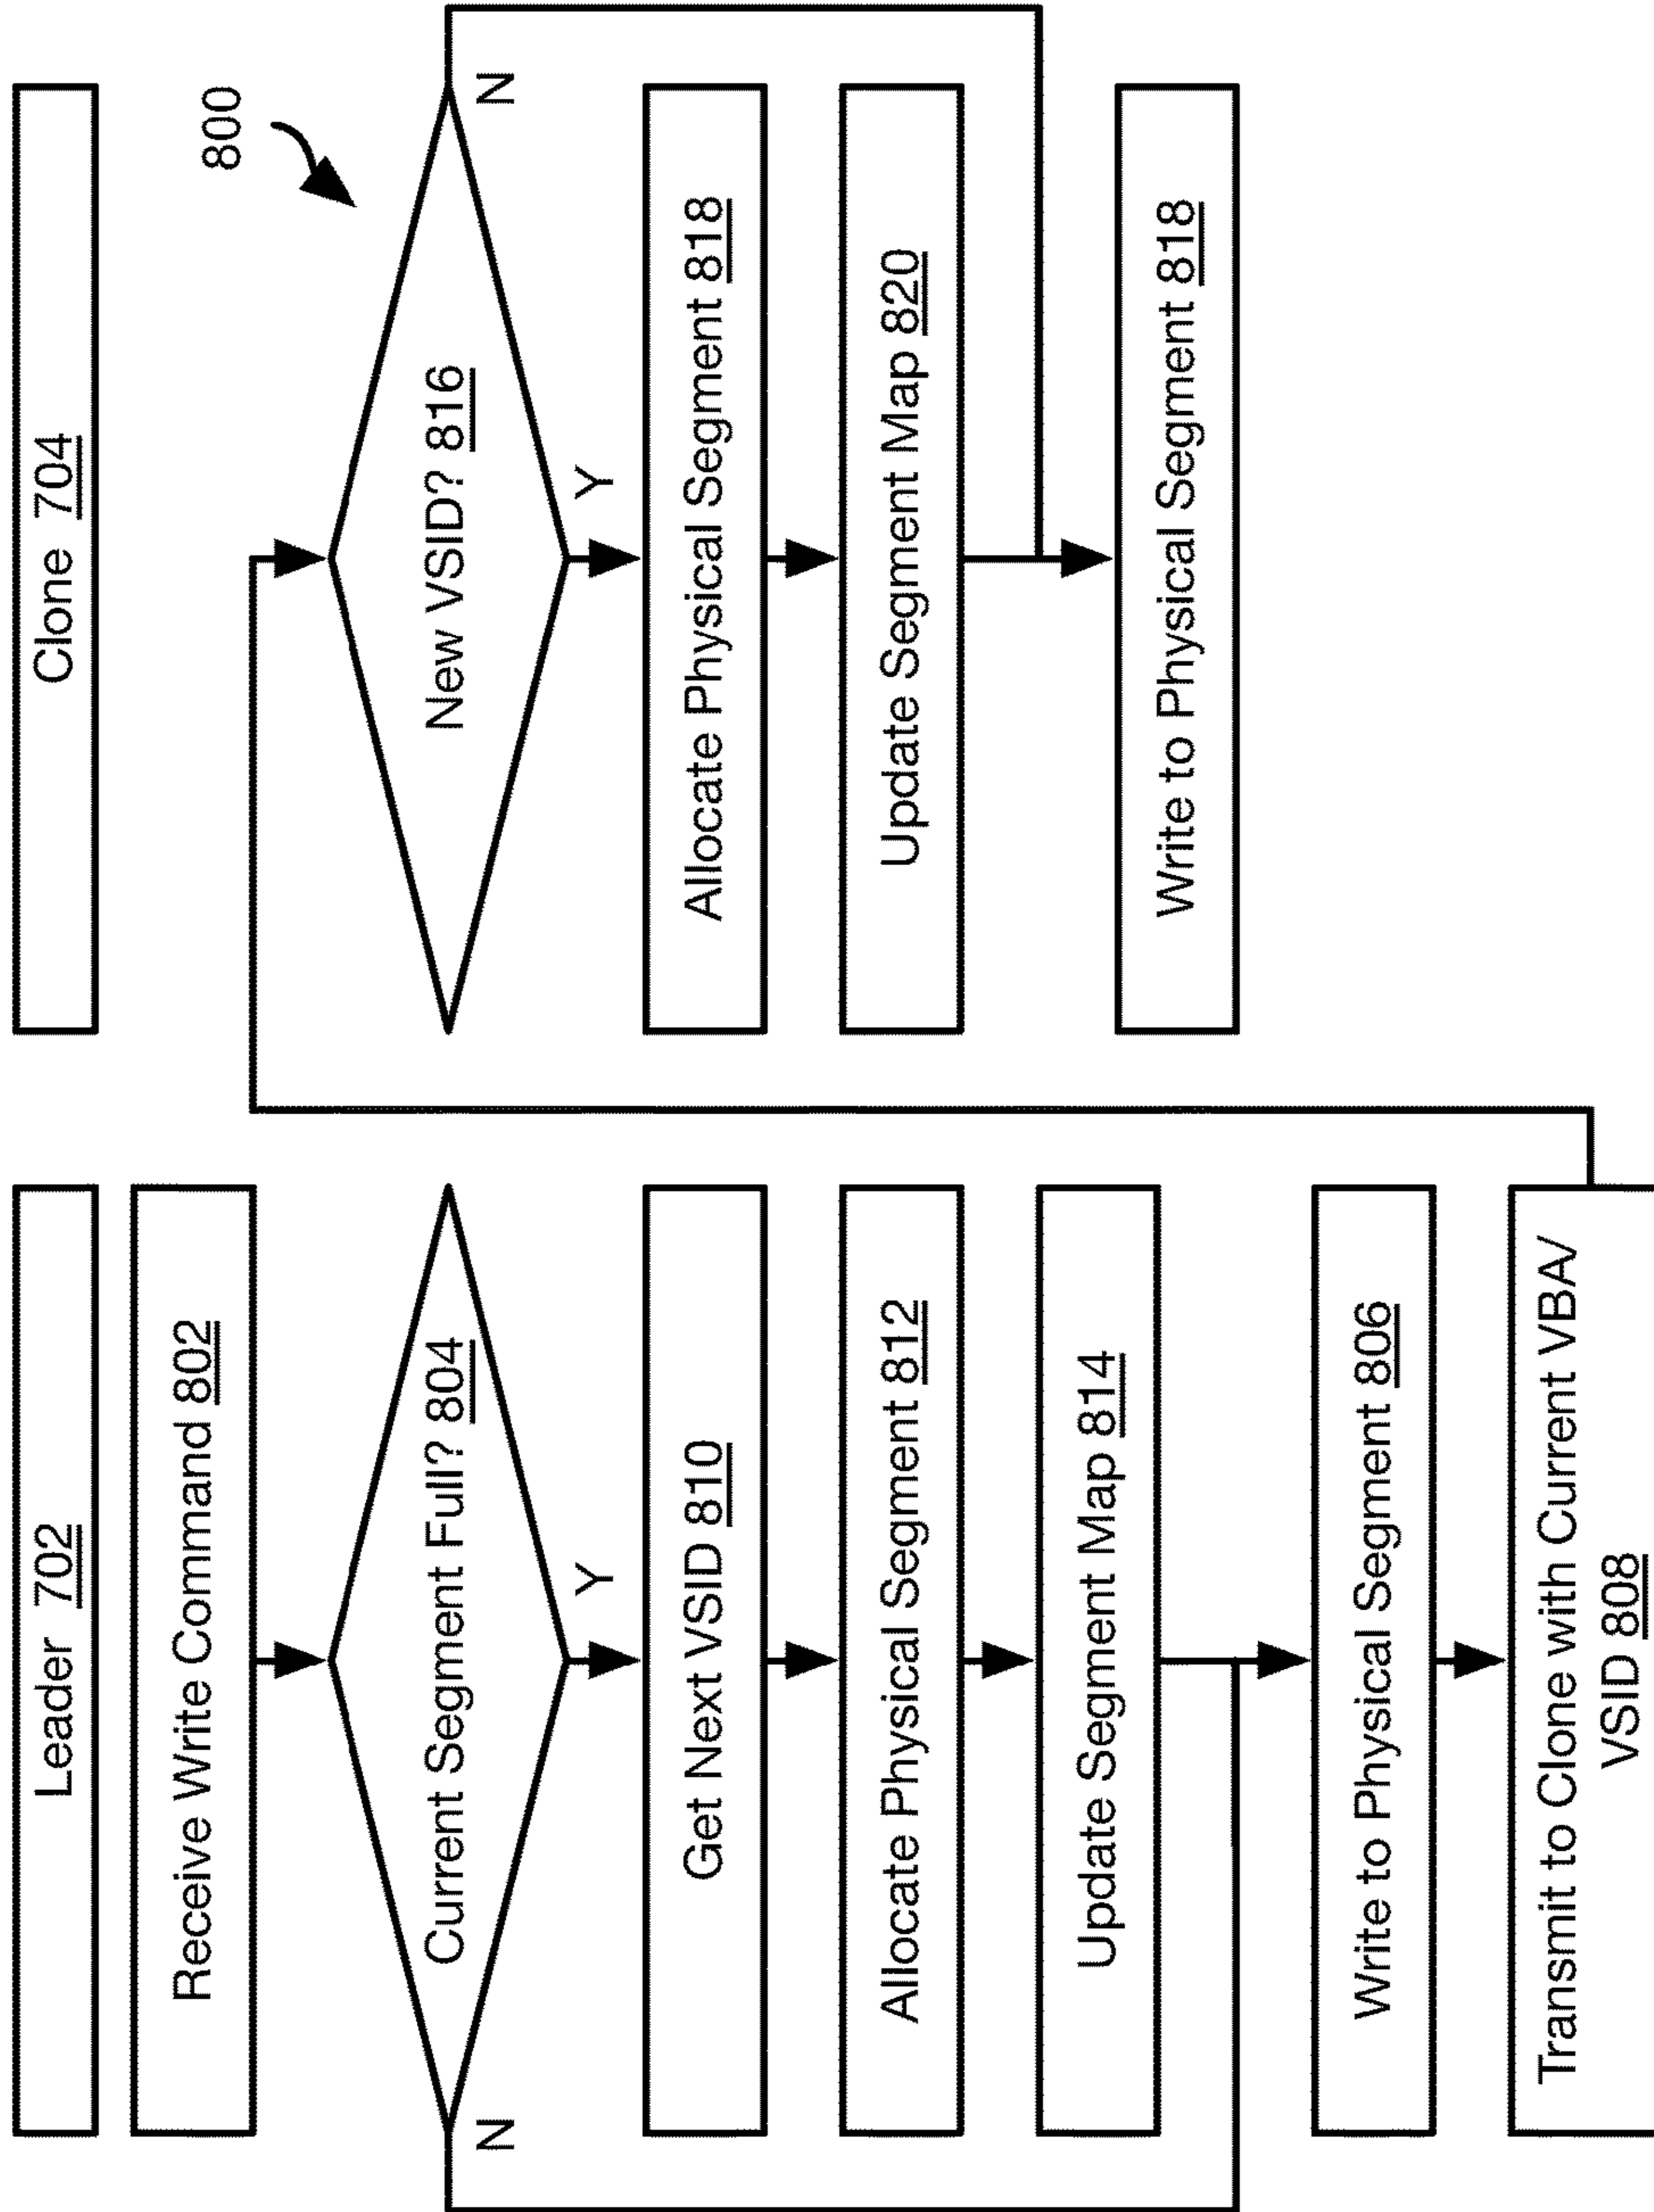 Leader 702
Receive Write Command 802
Current Segment Full? 804
N
Y
Get Next VSID 810
Allocate Physical Segment 812
Update Segment Map 814
Write to Physical Segment 806
Transmit to Clone with Current VBA/
VSID 808
Clone 704
800
New VSID? 816
N
Y
Allocate Physical Segment 818
Update Segment Map 820
Write to Physical Segment 818